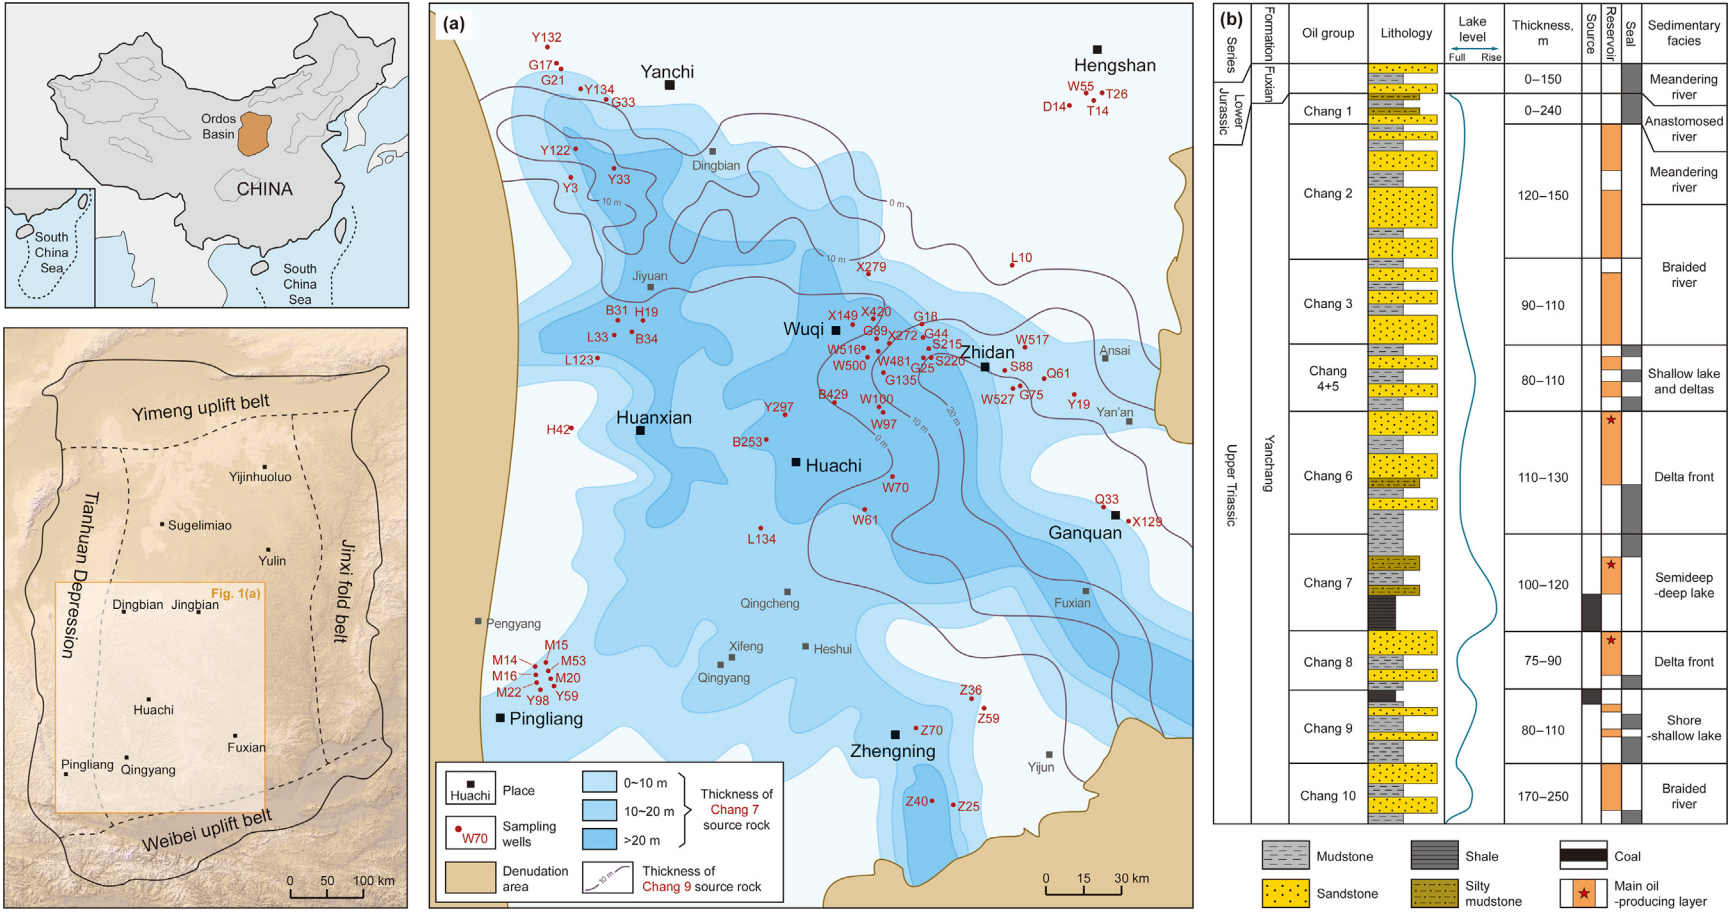 Ordos
Basin
CHINA
South
China
Sea
South
China
Sea
Yimeng uplift belt
Yijinhuoluo
Tianhuan Depression
Sugelimiao
Yulin
Jinxi fold belt
Fig. 1(a)
Dingbian
Jingbian
Huachi
Fuxian
Pingliang
Qingyang
Weibei uplift belt
0 50 100 km
(a)
Y132
G17
G21
Yanchi
Y134
G33
Hengshan
W55
T26
D14
T14
Y122
Dingbian
Y3
Y33
10 m
0 m
10 m
X279
L10
Jiyuan
B31
H19
L33
B34
L123
Wuqi
X149
X420
G18
G89
X272
G44
W516
S215
W517
W500
W481
G25
S220
Zhidan
Ansai
G135
S88
Q61
B429
W100
W527
G75
Y19
Y297
W97
20 m
Yan'an
H42
Huanxian
B253
0 m
10 m
Huachi
W70
W61
Q33
L134
Ganquan
X129
Qingcheng
Fuxian
Pengyang
Xifeng
Heshui
Qingyang
M15
M14
M53
M16
M20
M22
Y59
Y98
Pingliang
Z36
Z59
Z70
Zhengning
Yijun
Z40
Z25
Huachi
Place
W70
Sampling
wells
Denudation
area
0~10 m
10~20 m
>20 m
Thickness of
Chang 7
source rock
10 m
Thickness of
Chang 9 source rock
0 15 30 km
(b)
Series
Formation
Oil group
Lithology
Lake
level
Full Rise
Thickness,
m
Source
Reservoir
Seal
Sedimentary
facies
Lower
Jurassic
Fuxian
0–150
Meandering
river
Chang 1
0–240
Anastomosed
river
Chang 2
120–150
Meandering
river
Chang 3
90–110
Braided
river
Chang
4+5
80–110
Shallow lake
and deltas
Upper Triassic
Yanchang
Chang 6
110–130
Delta front
Chang 7
100–120
Semideep
-deep lake
Chang 8
75–90
Delta front
Chang 9
80–110
Shore
-shallow lake
Chang 10
170–250
Braided
river
Mudstone
Shale
Coal
Sandstone
Silty
mudstone
Main oil
-producing layer